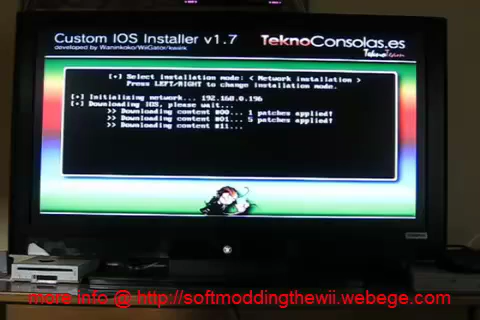 Custom IOS Installer v1.7
TeknoConsolas.es
developed by Waninkoko/WiiGator/kwiirk
TeknoTeam
[+] Select installation mode: < Network installation >
Press LEFT/RIGHT to change installation mode.
[+] Initializing network... 192.168.0.196
[+] Downloading IOS, please wait...
>> Downloading content #00... 1 patches applied!
>> Downloading content #01... 5 patches applied!
>> Downloading content #11...
more info @ http://softmoddingthewii.webege.com